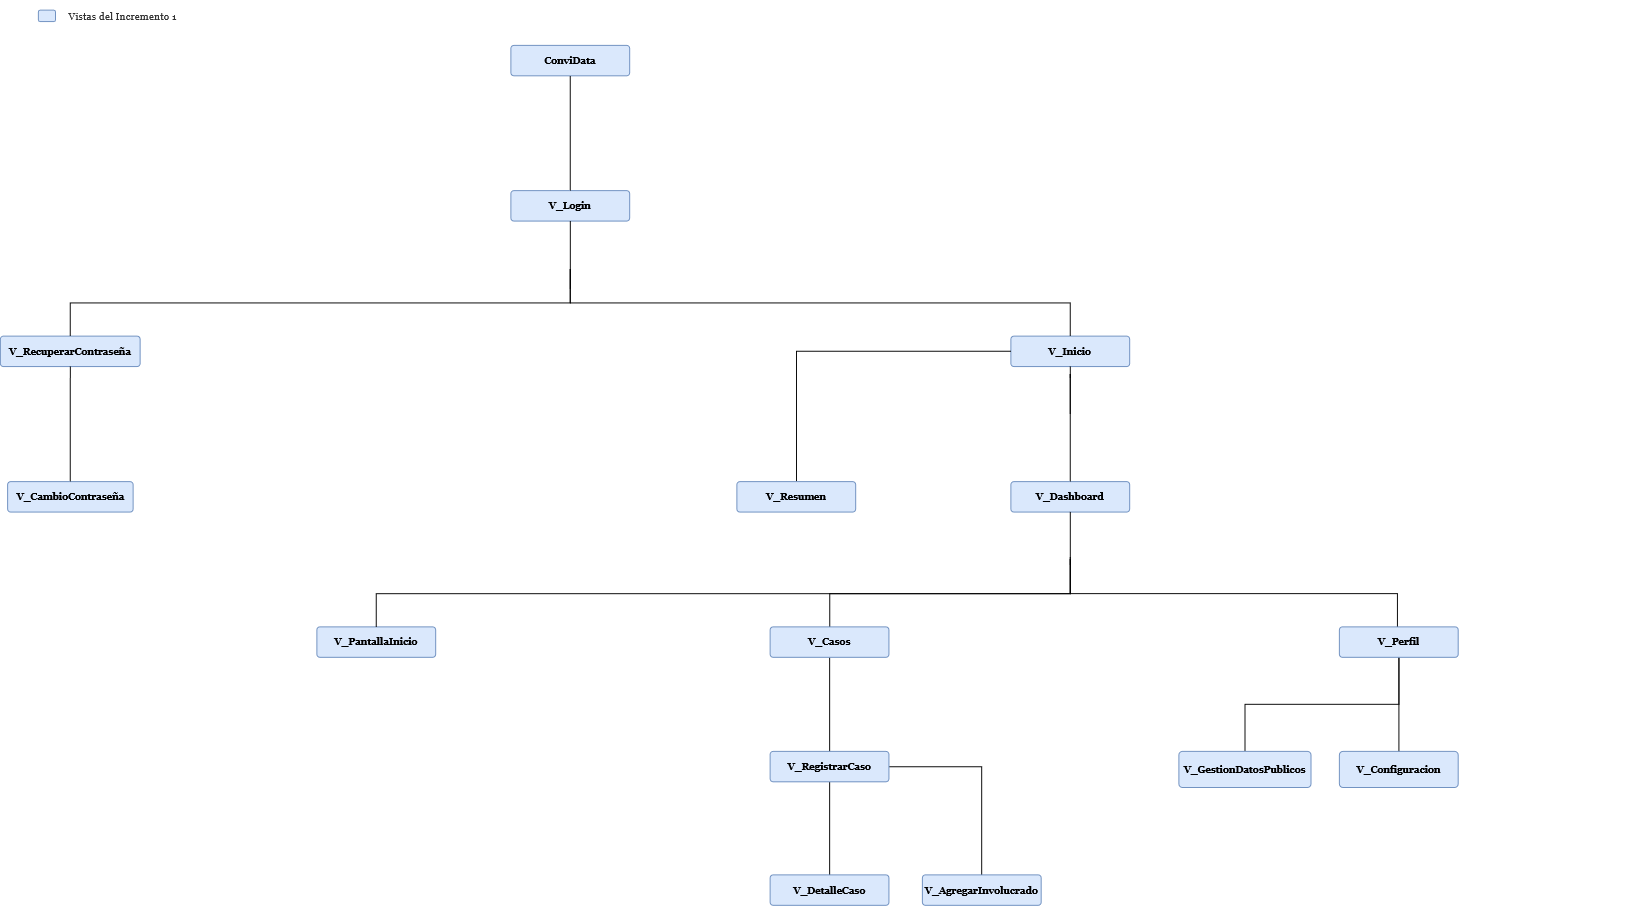 Vistas del Incremento 1
ConviData
V_Login
V_RecuperarContraseña
V_Inicio
V_CambioContraseña
V_Resumen
V_Dashboard
V_PantallaInicio
V_Casos
V_Perfil
V_RegistrarCaso
V_GestionDatosPublicos
V_Configuracion
V_DetalleCaso
V_AgregarInvolucrado